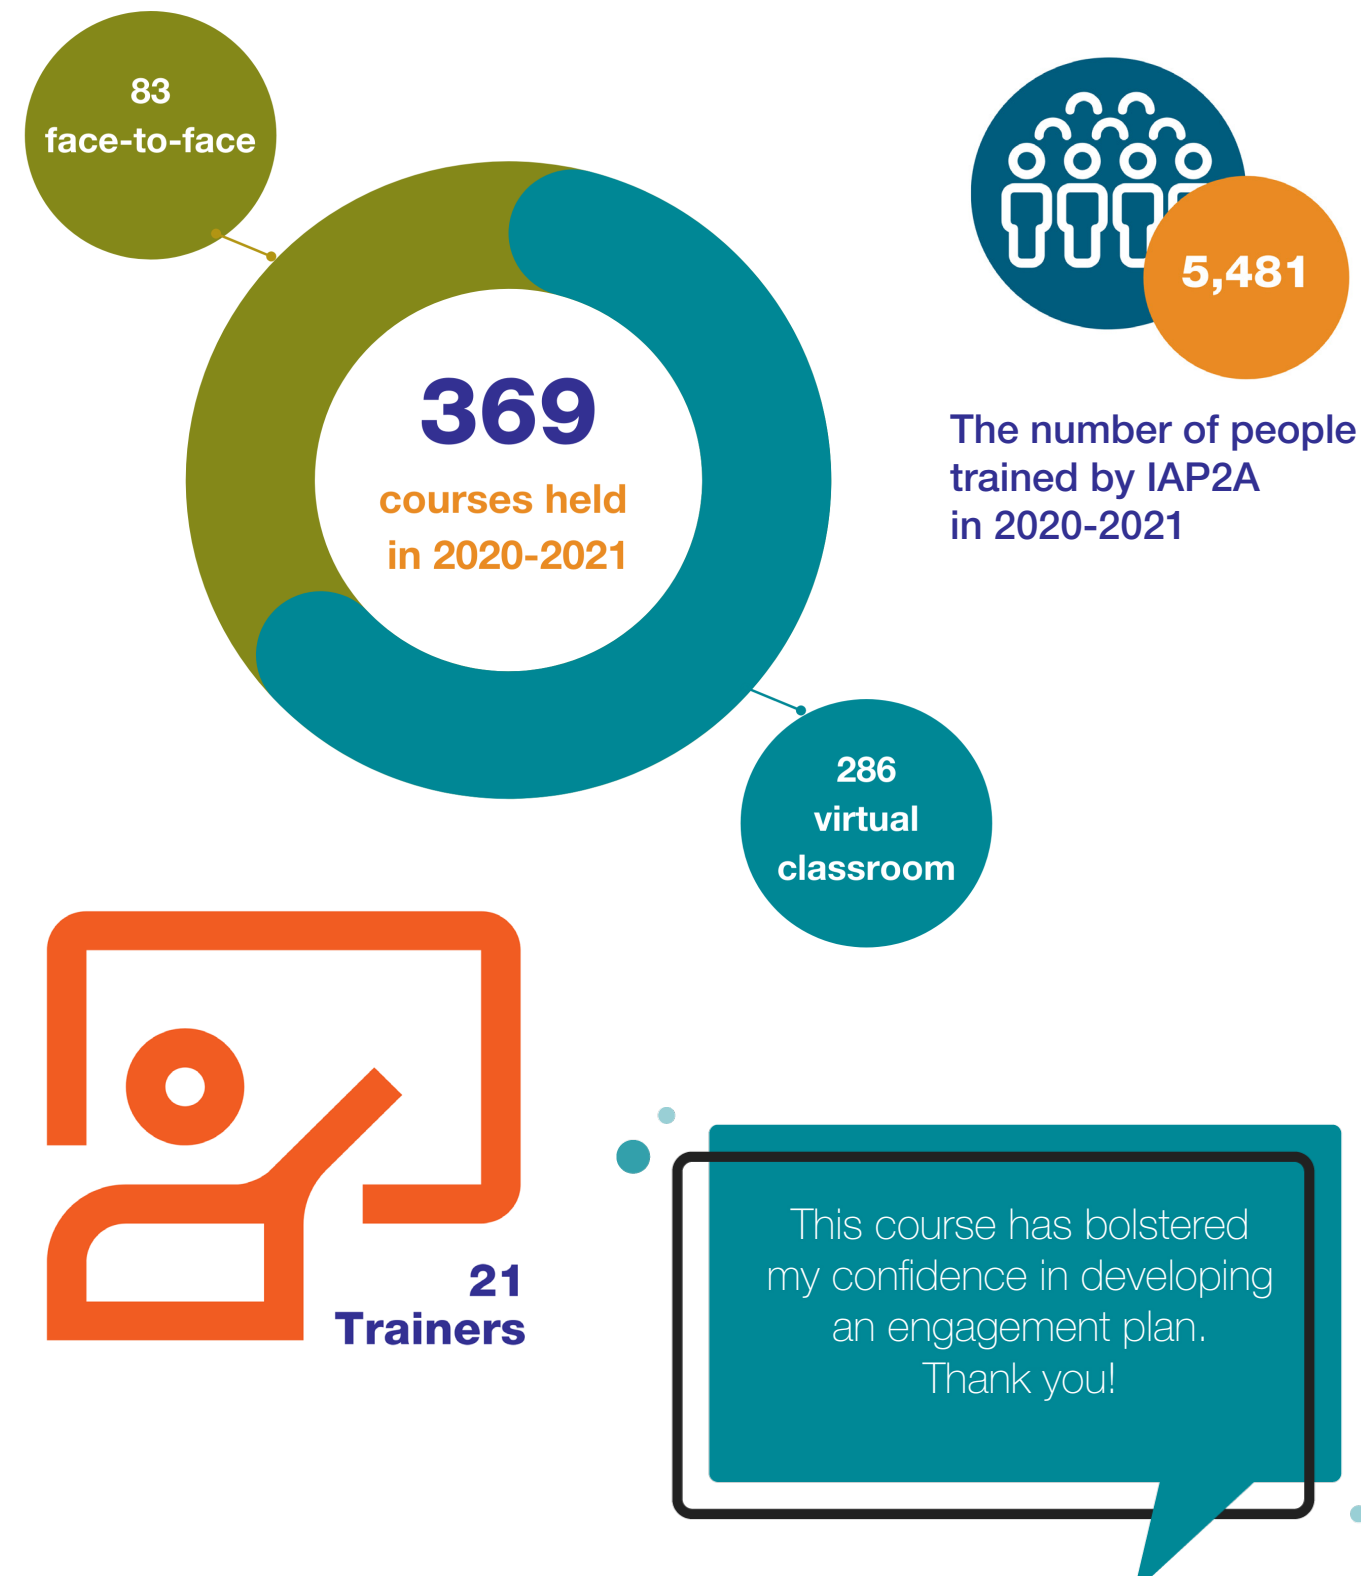 83
face-to-face
369
courses held
in 2020-2021
5,481
The number of people
trained by IAP2A
in 2020-2021
286
virtual
classroom
21
Trainers
This course has bolstered
my confidence in developing
an engagement plan.
Thank you!